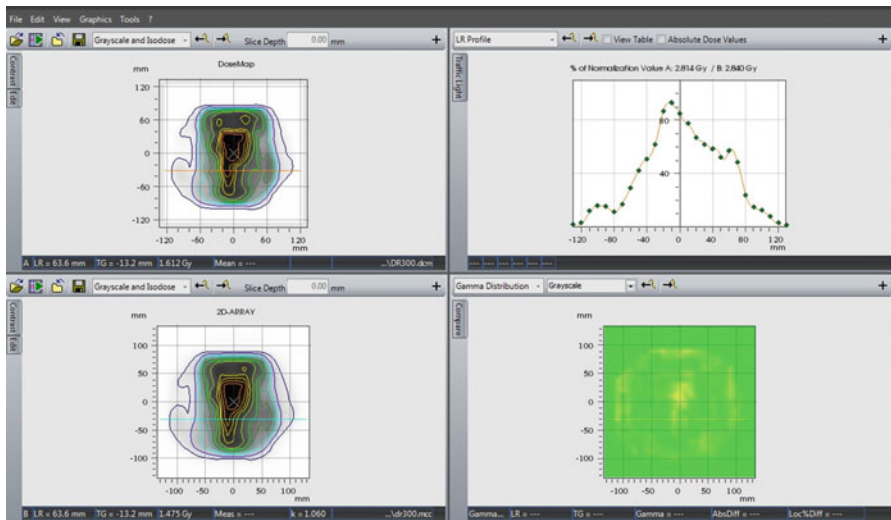 File Edit View Graphics Tools ?
Grayscale and Isodose Slice Depth 0.00 mm
Contrast Edit
DoseMap
mm
120
60
0
-60
-120
-120 -60 0 60 120
mm
A LR = 63.6 mm TG = -13.2 mm 1.612 Gy Mean = --- ...\DR300.dcm
LR Profile View Table Absolute Dose Values
Traffic Light
% of Normalization Value A: 2.814 Gy / B: 2.840 Gy
80
40
-120 -80 -40 0 40 80 120
mm
--- --- --- --- --- ---
Grayscale and Isodose Slice Depth 0.00 mm
Contrast Edit
2D-ARRAY
mm
100
50
0
-50
-100
-100 -50 0 50 100
mm
B LR = 63.6 mm TG = -13.2 mm 1.475 Gy Meas = --- k = 1.060 ...\dr300.mcc
Gamma Distribution Grayscale
Compare
mm
100
50
0
-50
-100
-100 -50 0 50 100
mm
Gamma... LR = --- TG = --- Gamma = --- AbsDiff = --- Loc%Diff = ---